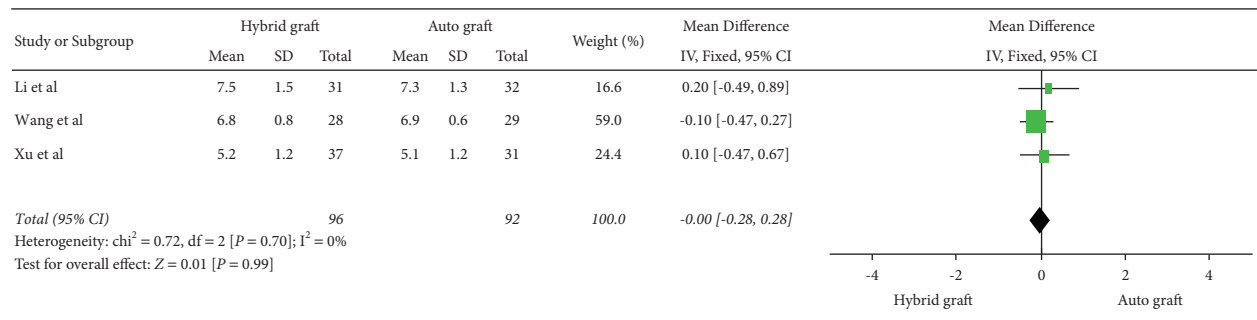 Study or Subgroup Hybrid graft Auto graft Weight (%) Mean Difference Mean Difference
Mean SD Total Mean SD Total IV, Fixed, 95% CI IV, Fixed, 95% CI
Li et al 7.5 1.5 31 7.3 1.3 32 16.6 0.20 [-0.49, 0.89]
Wang et al 6.8 0.8 28 6.9 0.6 29 59.0 -0.10 [-0.47, 0.27]
Xu et al 5.2 1.2 37 5.1 1.2 31 24.4 0.10 [-0.47, 0.67]
Total (95% CI) 96 92 100.0 -0.00 [-0.28, 0.28]
Heterogeneity: chi² = 0.72, df = 2 [P = 0.70]; I² = 0%
Test for overall effect: Z = 0.01 [P = 0.99]
-4 -2 0 2 4
Hybrid graft Auto graft